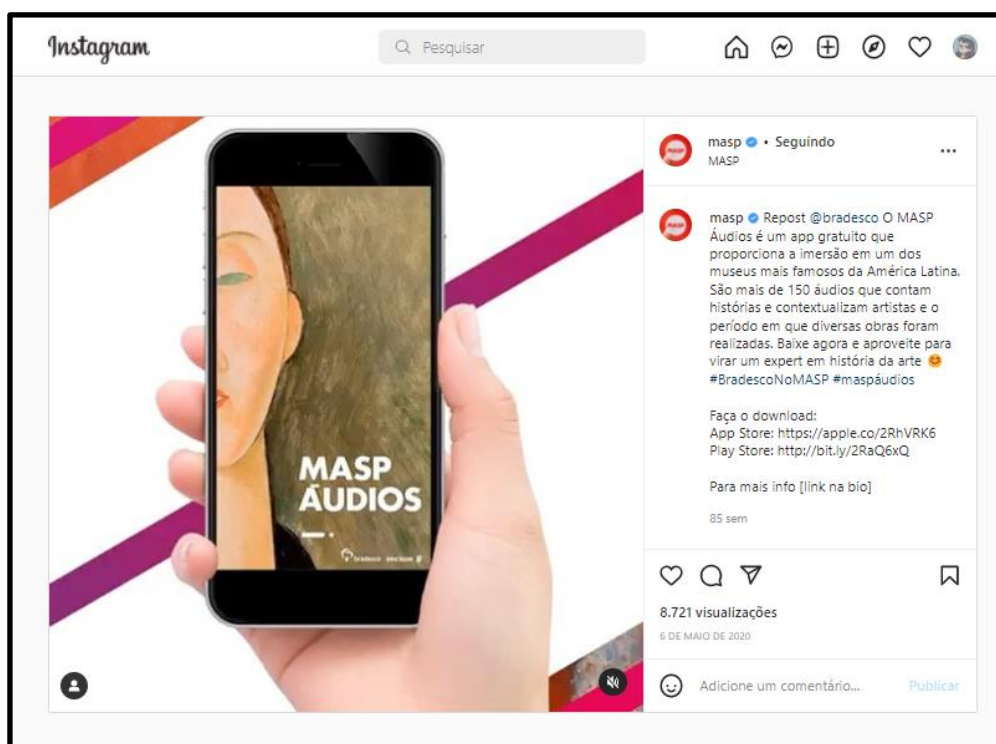 Instagram
Pesquisar
masp • Seguindo
MASP
MASP
ÁUDIOS
bradesco
masp Repost @bradesco O MASP
Áudios é um app gratuito que
proporciona a imersão em um dos
museus mais famosos da América Latina.
São mais de 150 áudios que contam
histórias e contextualizam artistas e o
período em que diversas obras foram
realizadas. Baixe agora e aproveite para
virar um expert em história da arte 😊
#BradescoNoMASP #maspáudios
Faça o download:
App Store: https://apple.co/2RhVRK6
Play Store: http://bit.ly/2RaQ6xQ
Para mais info [link na bio]
85 sem
8.721 visualizações
6 DE MAIO DE 2020
Adicione um comentário... Publicar